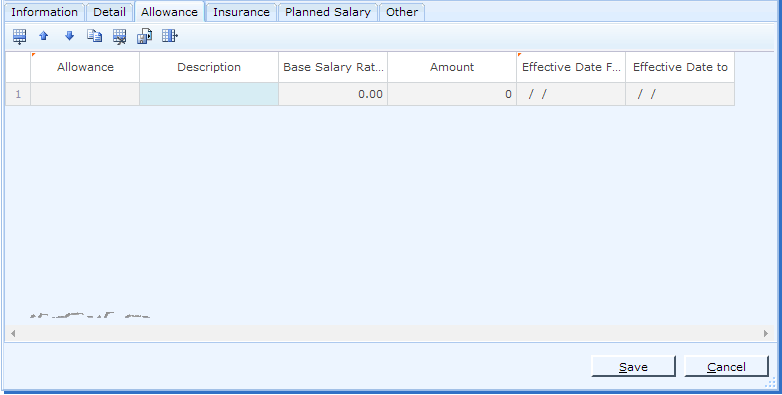 Information Detail Allowance Insurance Planned Salary Other
Allowance Description Base Salary Rat... Amount Effective Date F... Effective Date to
1 0.00 0 / / / /
Save Cancel